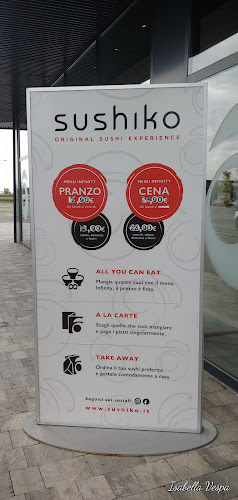 sushiko
ORIGINAL SUSHI EXPERIENCE
MENU INFINITY
PRANZO
MENU INFINITY
CENA
ALL YOU CAN EAT
Mangia quanto vuoi con il menu
Infinity, il prezzo è fisso.
A LA CARTE
Scegli quello che vuoi mangiare
e paga i piatti singolarmente.
TAKE AWAY
Ordina il tuo sushi preferito
e gustalo comodamente a casa.
Seguici sui social!
www.sushiko.it
Isabella Vespa